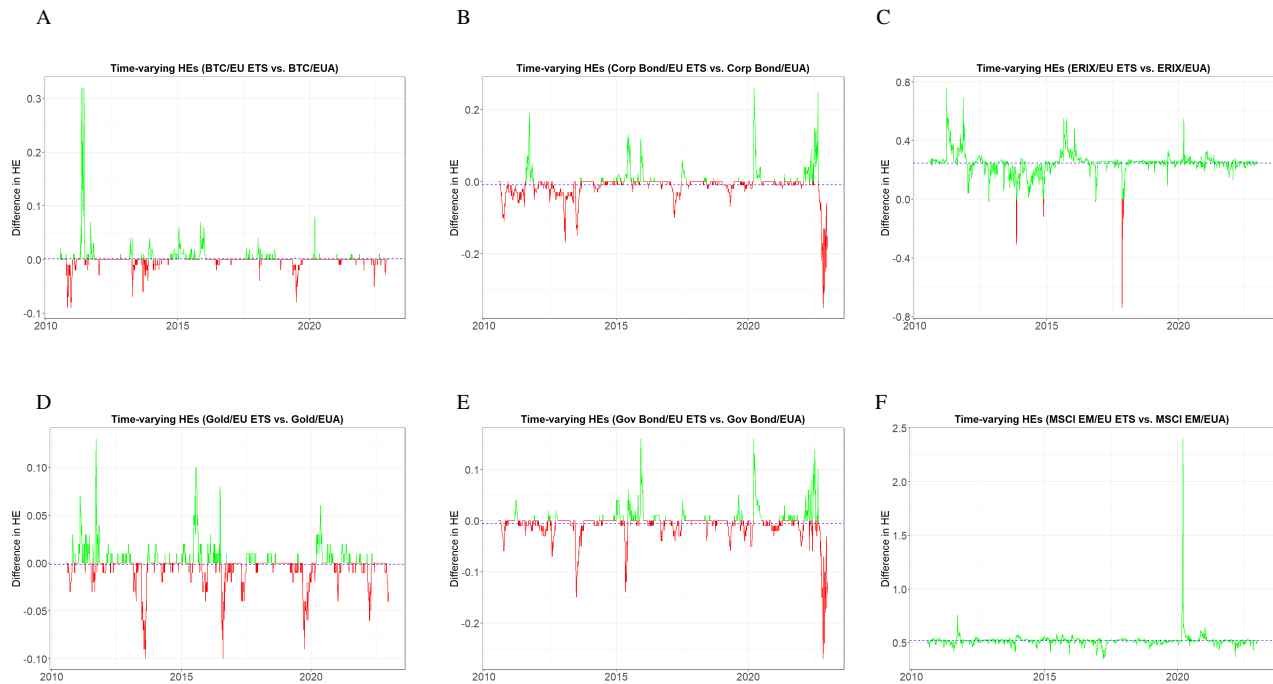 A
Time-varying HEs (BTC/EU ETS vs. BTC/EUA)
Difference in HE
0.3
0.2
0.1
0.0
-0.1
2010
2015
2020
B
Time-varying HEs (Corp Bond/EU ETS vs. Corp Bond/EUA)
Difference in HE
0.2
0.0
-0.2
2010
2015
2020
C
Time-varying HEs (ERIX/EU ETS vs. ERIX/EUA)
Difference in HE
0.8
0.4
0.0
-0.4
-0.8
2010
2015
2020
D
Time-varying HEs (Gold/EU ETS vs. Gold/EUA)
Difference in HE
0.10
0.05
0.00
-0.05
-0.10
2010
2015
2020
E
Time-varying HEs (Gov Bond/EU ETS vs. Gov Bond/EUA)
Difference in HE
0.1
0.0
-0.1
-0.2
2010
2015
2020
F
Time-varying HEs (MSCI EM/EU ETS vs. MSCI EM/EUA)
Difference in HE
2.5
2.0
1.5
1.0
0.5
2010
2015
2020